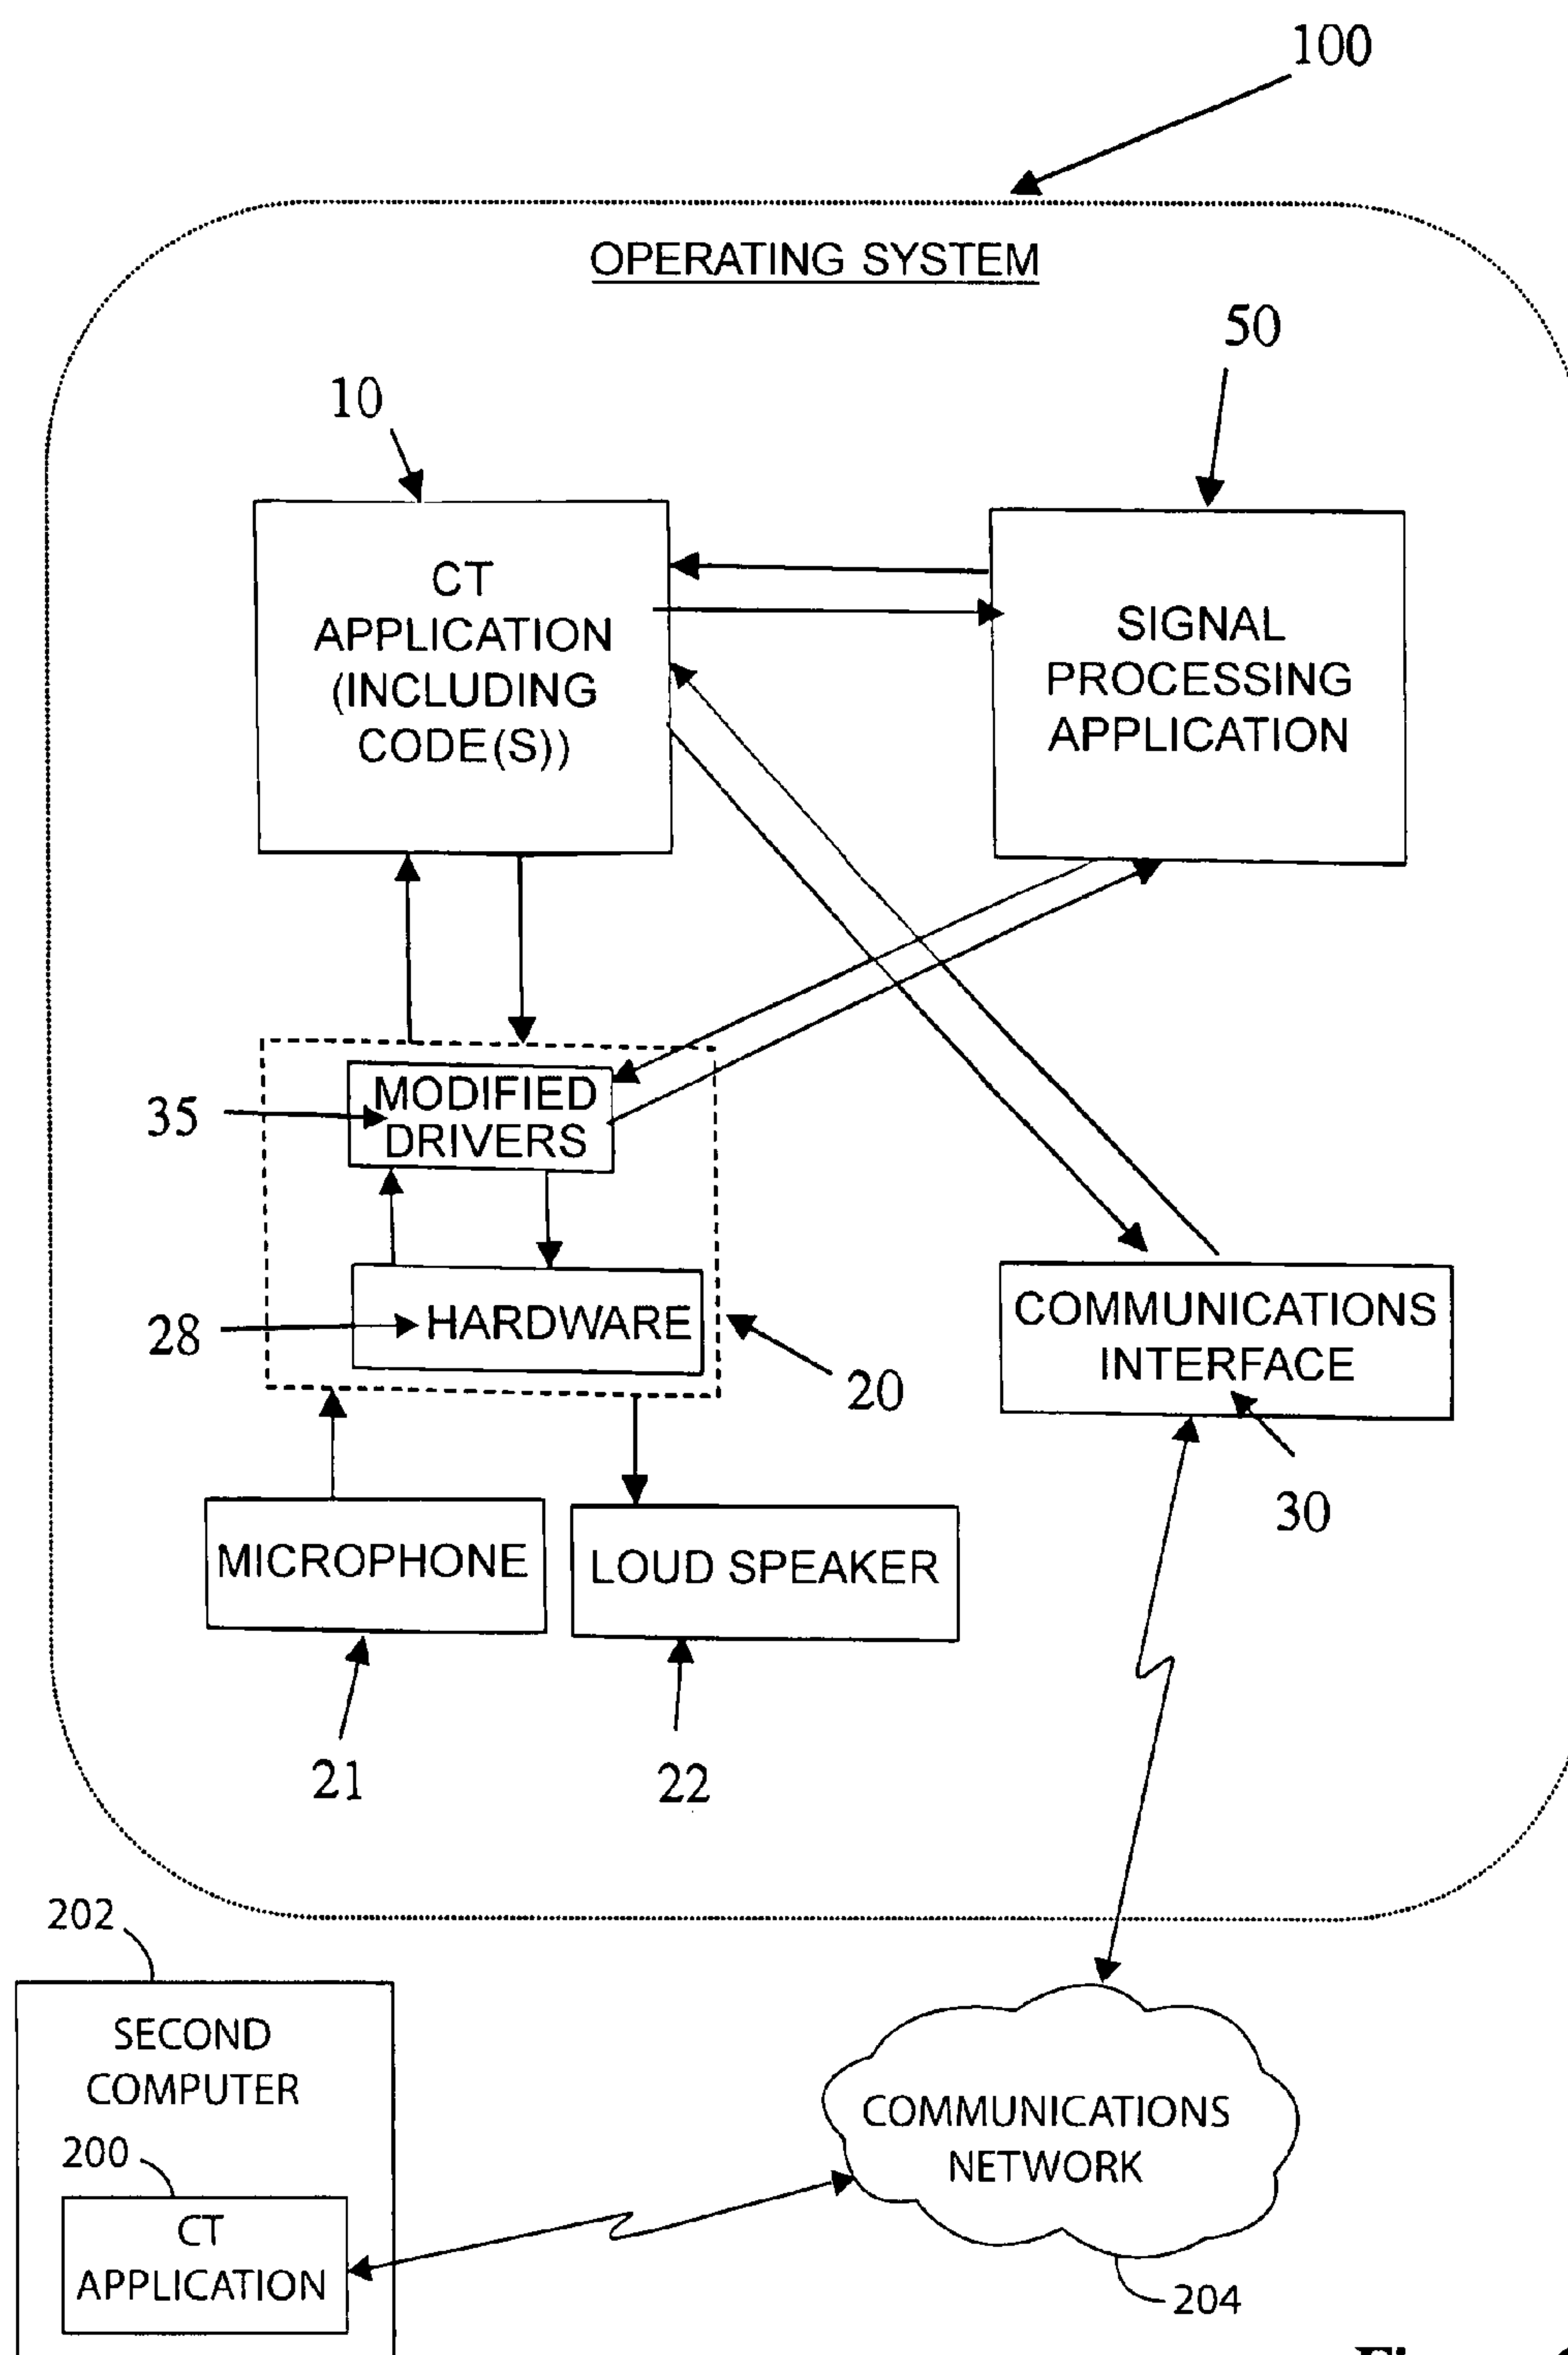 100
OPERATING SYSTEM
50
10
CT
APPLICATION
(INCLUDING
CODE(S))
SIGNAL
PROCESSING
APPLICATION
35
MODIFIED
DRIVERS
28
HARDWARE
20
COMMUNICATIONS
INTERFACE
30
MICROPHONE
LOUD SPEAKER
21
22
202
SECOND
COMPUTER
200
CT
APPLICATION
COMMUNICATIONS
NETWORK
204